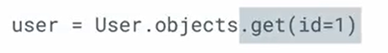 user = User.objects.get(id=1)